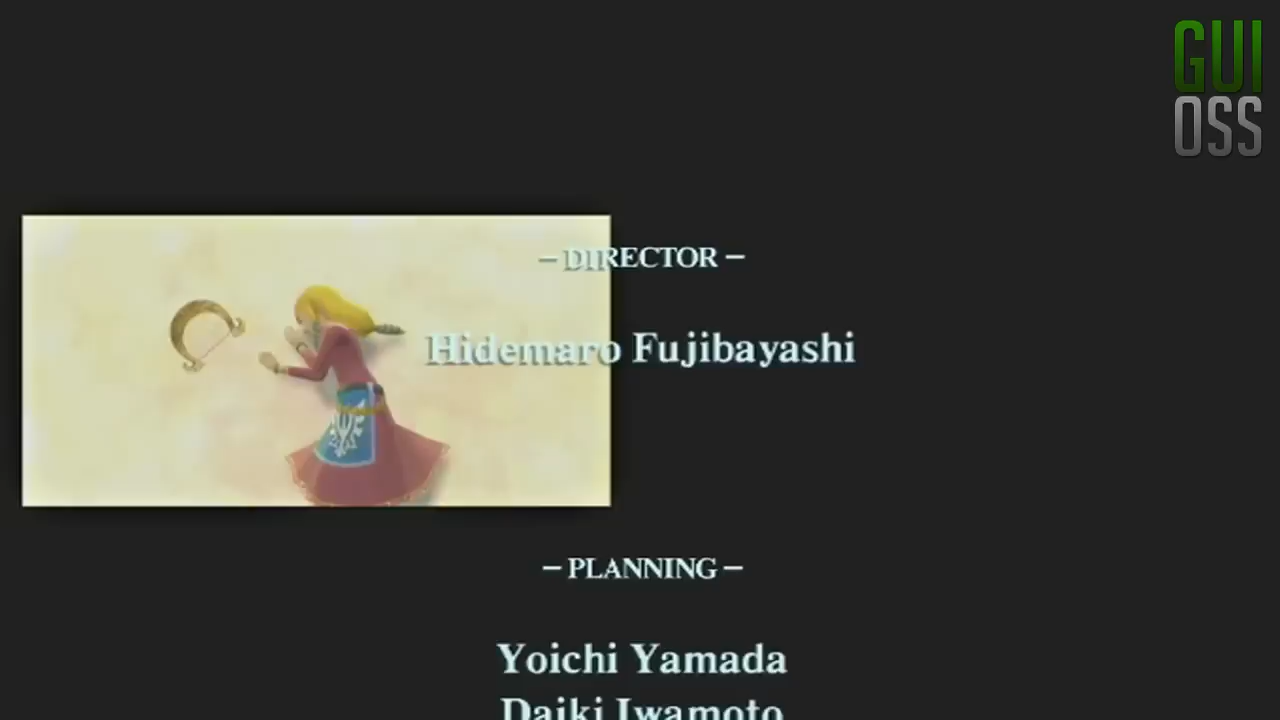 GUI
OSS
– DIRECTOR –
Hidemaro Fujibayashi
– PLANNING –
Yoichi Yamada
Daiki Iwamoto